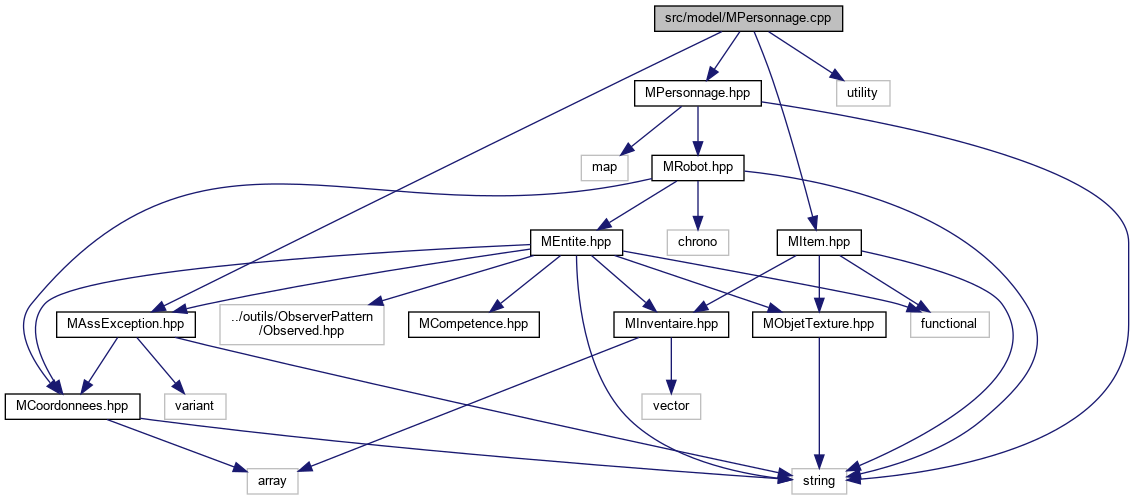 src/model/MPersonnage.cpp
MPersonnage.hpp
utility
map
MRobot.hpp
MEntite.hpp
chrono
MItem.hpp
MAssException.hpp
../outils/ObserverPattern
/Observed.hpp
MCompetence.hpp
MInventaire.hpp
MObjetTexture.hpp
functional
MCoordonnees.hpp
variant
vector
array
string